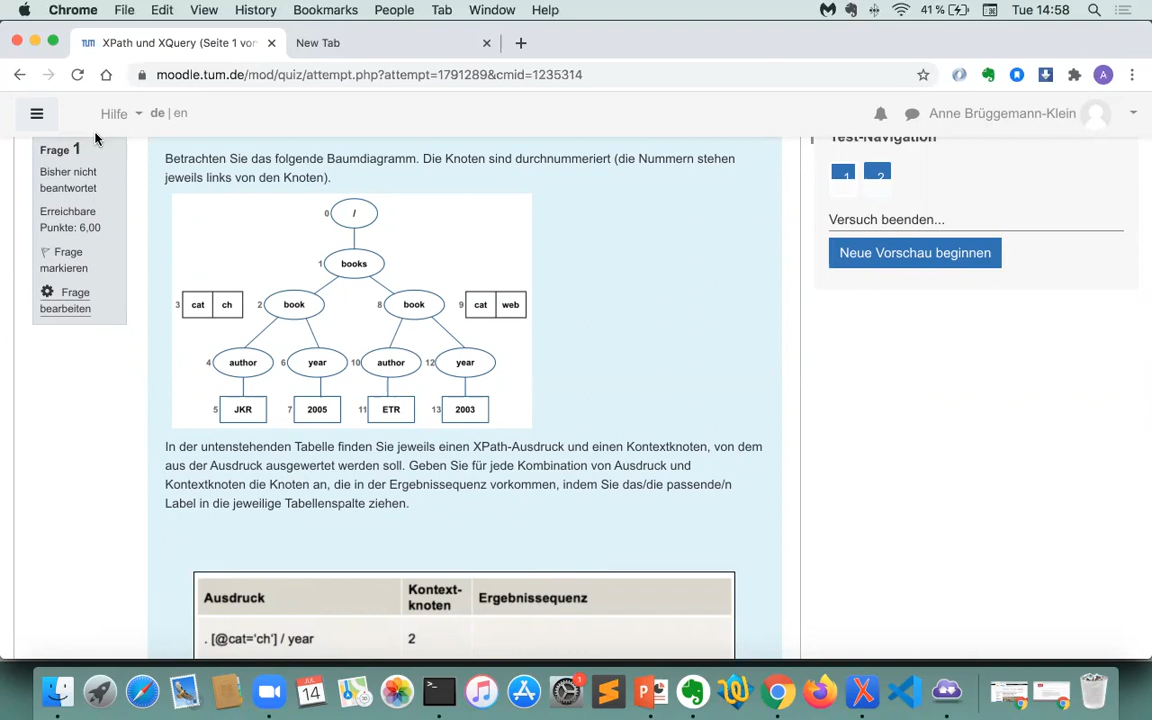 Chrome File Edit View History Bookmarks People Tab Window Help 41 % Tue 14:58
TUM XPath und XQuery (Seite 1 von New Tab
moodle.tum.de/mod/quiz/attempt.php?attempt=1791289&cmid=1235314 A
Hilfe de | en Anne Brüggemann-Klein
Test-Navigation
1 2
Versuch beenden...
Neue Vorschau beginnen
Frage 1
Bisher nicht
beantwortet
Erreichbare
Punkte: 6,00
Frage
markieren
Frage
bearbeiten
Betrachten Sie das folgende Baumdiagramm. Die Knoten sind durchnummeriert (die Nummern stehen
jeweils links von den Knoten).
0 /
1 books
3 cat ch 2 book 8 book 9 cat web
4 author 6 year 10 author 12 year
5 JKR 7 2005 11 ETR 13 2003
In der untenstehenden Tabelle finden Sie jeweils einen XPath-Ausdruck und einen Kontextknoten, von dem
aus der Ausdruck ausgewertet werden soll. Geben Sie für jede Kombination von Ausdruck und
Kontextknoten die Knoten an, die in der Ergebnissequenz vorkommen, indem Sie das/die passende/n
Label in die jeweilige Tabellenspalte ziehen.
Ausdruck Kontext-
knoten Ergebnissequenz
. [@cat='ch'] / year 2
JUL
14
1